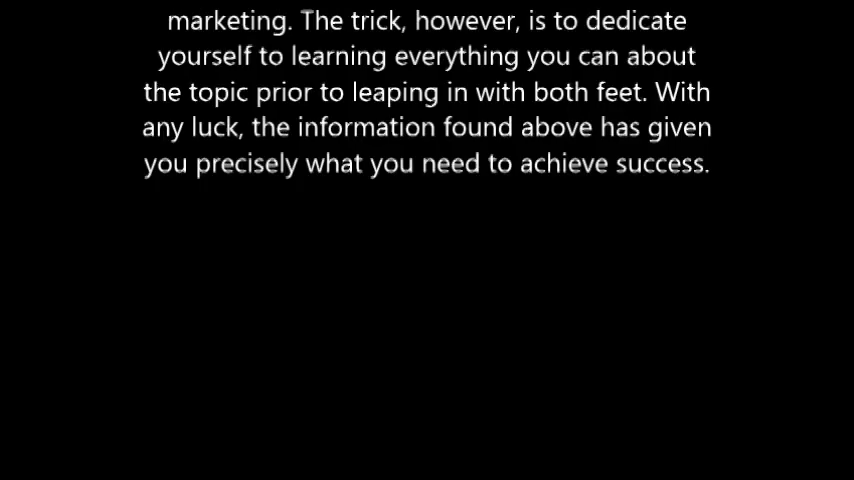 marketing. The trick, however, is to dedicate
yourself to learning everything you can about
the topic prior to leaping in with both feet. With
any luck, the information found above has given
you precisely what you need to achieve success.